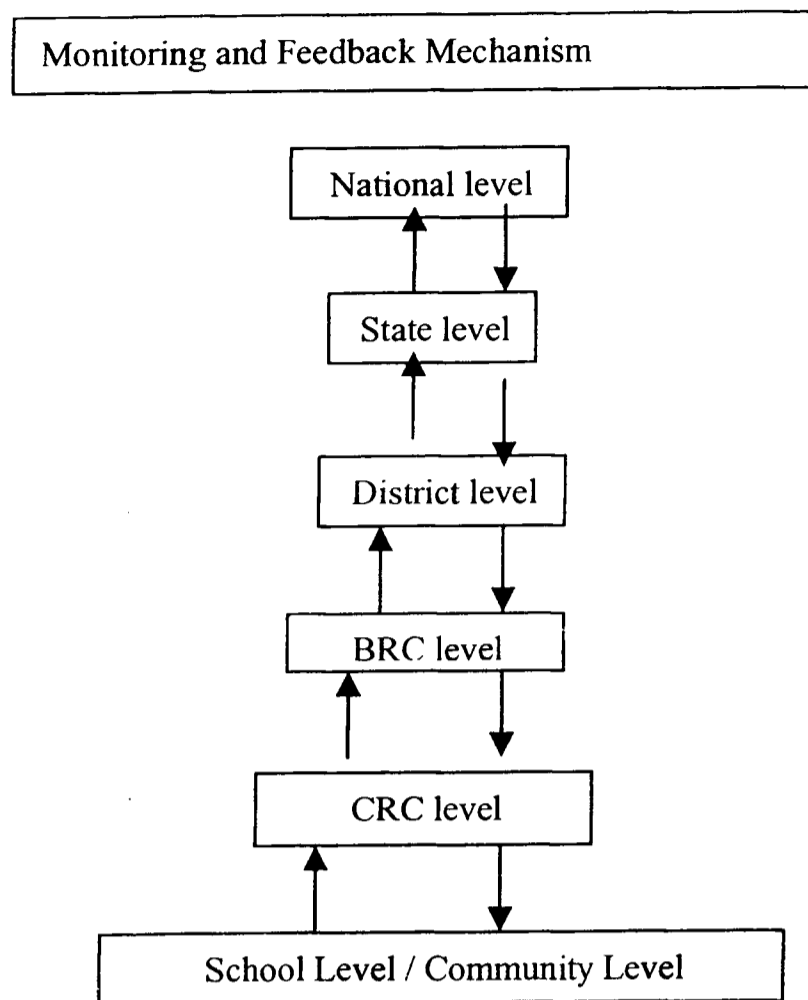 Monitoring and Feedback Mechanism
National level
State level
District level
BRC level
CRC level
School Level / Community Level